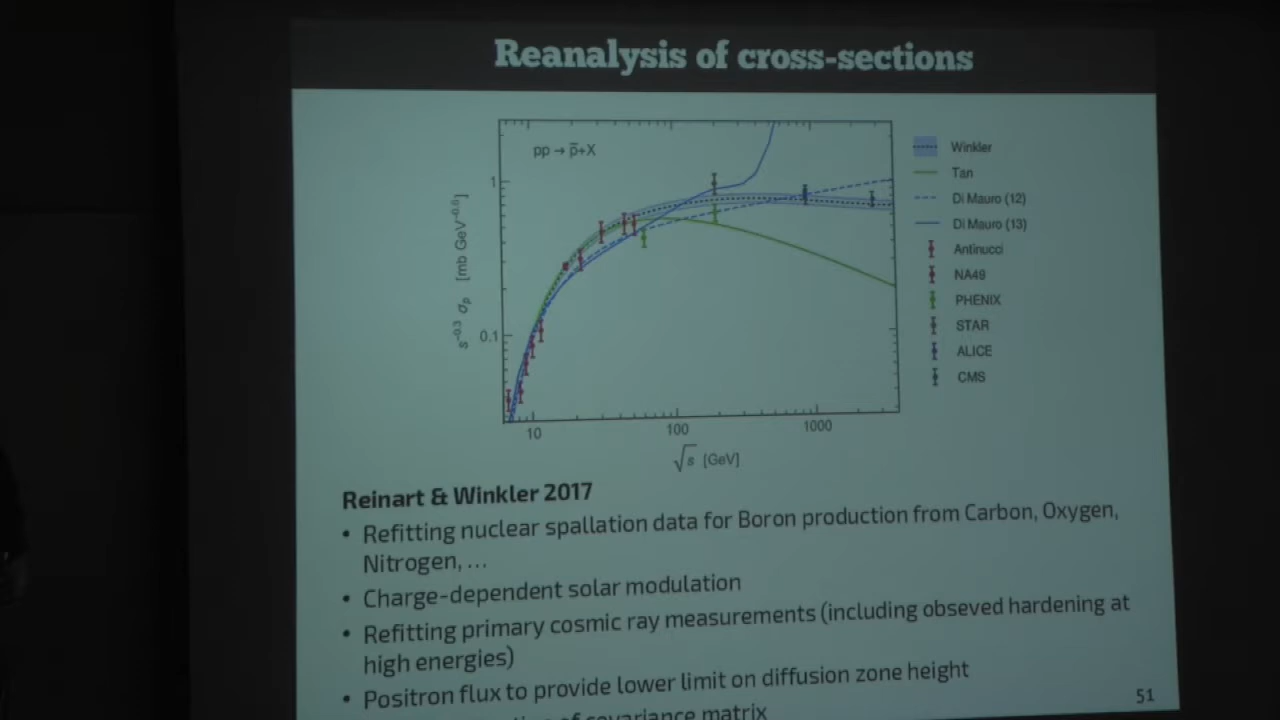 Reanalysis of cross-sections
pp → p̄+X
1
0.1
s⁻⁰·³ σₚ [mb GeV⁻⁰·⁶]
10 100 1000
√s [GeV]
Winkler
Tan
Di Mauro (12)
Di Mauro (13)
Antinucci
NA49
PHENIX
STAR
ALICE
CMS
Reinart & Winkler 2017
• Refitting nuclear spallation data for Boron production from Carbon, Oxygen,
Nitrogen, ...
• Charge-dependent solar modulation
• Refitting primary cosmic ray measurements (including obseved hardening at
high energies)
• Positron flux to provide lower limit on diffusion zone height
of covariance matrix
51